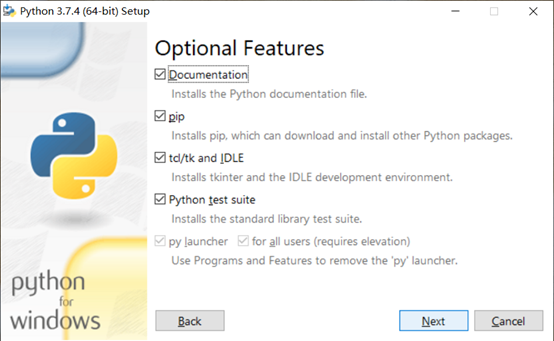 Python 3.7.4 (64-bit) Setup
Optional Features
Documentation
Installs the Python documentation file.
pip
Installs pip, which can download and install other Python packages.
tcl/tk and IDLE
Installs tkinter and the IDLE development environment.
Python test suite
Installs the standard library test suite.
py launcher for all users (requires elevation)
Use Programs and Features to remove the 'py' launcher.
python
for
windows
Back Next Cancel